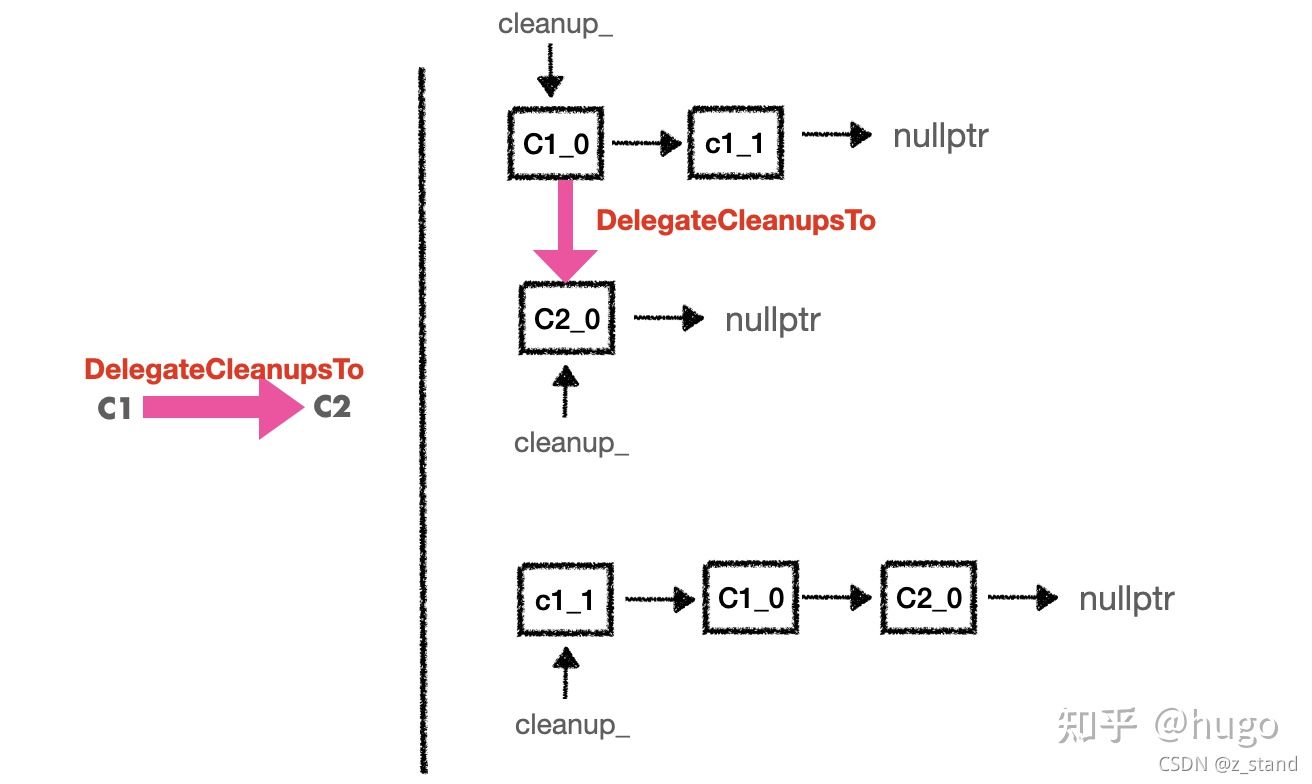 cleanup_
C1_0
c1_1
nullptr
DelegateCleanupsTo
C2_0
nullptr
DelegateCleanupsTo
C1
C2
cleanup_
c1_1
C1_0
C2_0
nullptr
cleanup_
知乎 @hugo
CSDN @z_stand